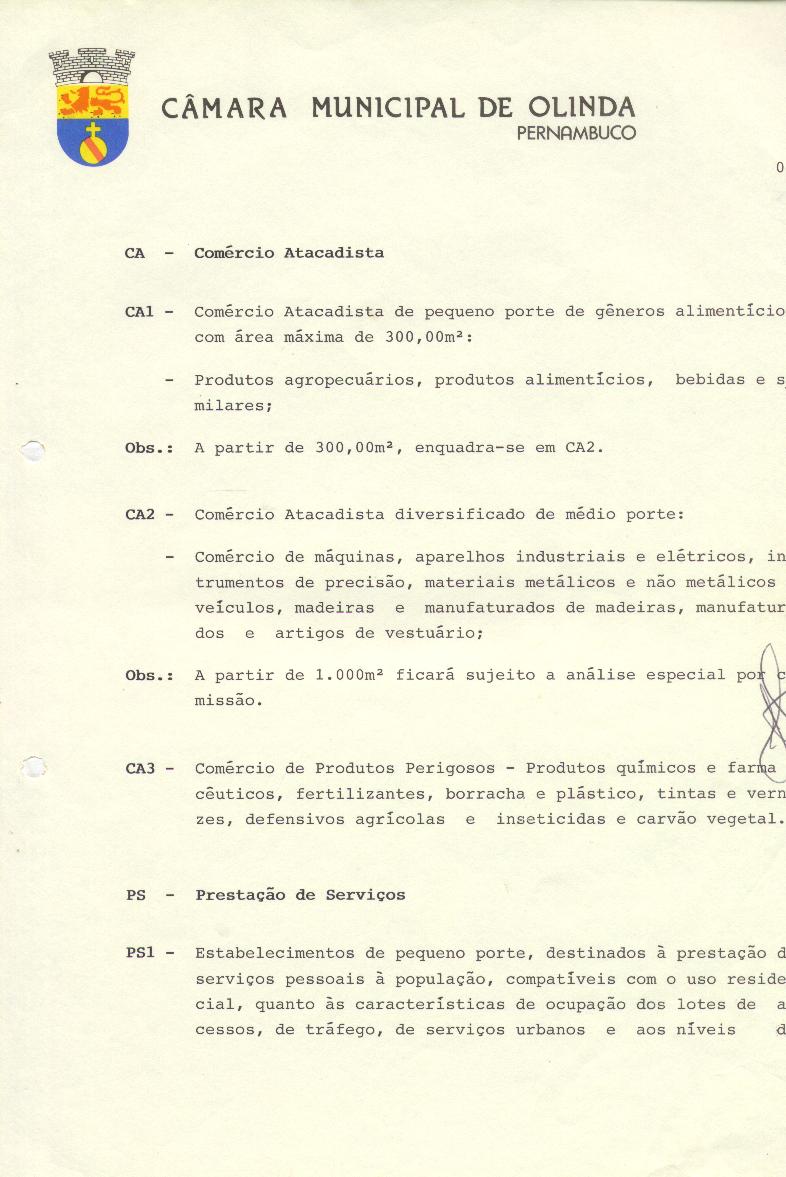 CÂMARA MUNICIPAL DE OLINDA
PERNAMBUCO
0
CA - Comércio Atacadista
CA1 - Comércio Atacadista de pequeno porte de gêneros alimentício
com área máxima de 300,00m²:
- Produtos agropecuários, produtos alimentícios, bebidas e s
milares;
Obs.: A partir de 300,00m², enquadra-se em CA2.
CA2 - Comércio Atacadista diversificado de médio porte:
- Comércio de máquinas, aparelhos industriais e elétricos, in
trumentos de precisão, materiais metálicos e não metálicos
veículos, madeiras e manufaturados de madeiras, manufatur
dos e artigos de vestuário;
Obs.: A partir de 1.000m² ficará sujeito a análise especial por c
missão.
CA3 - Comércio de Produtos Perigosos - Produtos químicos e farma
cêuticos, fertilizantes, borracha e plástico, tintas e vern
zes, defensivos agrícolas e inseticidas e carvão vegetal.
PS - Prestação de Serviços
PS1 - Estabelecimentos de pequeno porte, destinados à prestação d
serviços pessoais à população, compatíveis com o uso reside
cial, quanto às características de ocupação dos lotes de a
cessos, de tráfego, de serviços urbanos e aos níveis d